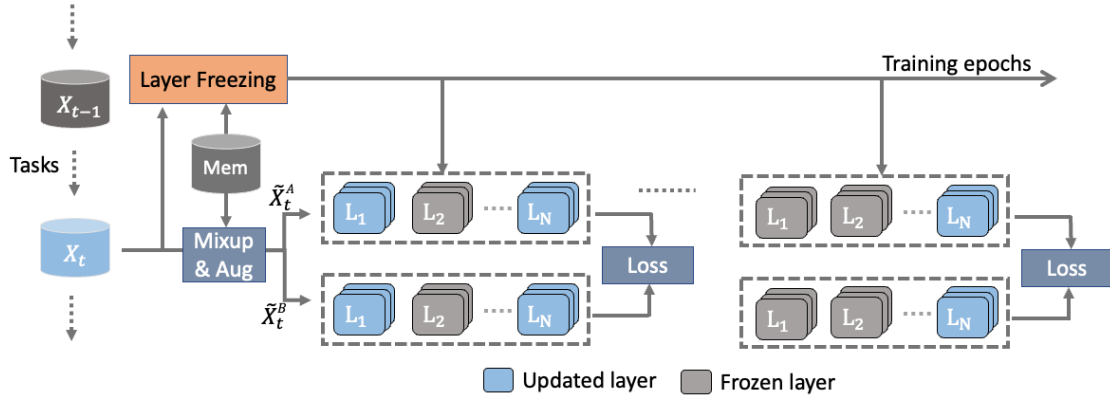 Layer Freezing
Training epochs
X_{t−1}
Tasks
Mem
X_t
Mixup
& Aug
X̃_t^A
X̃_t^B
L_1 L_2 ····· L_N
L_1 L_2 ····· L_N
Loss
··········
L_1 L_2 ····· L_N
L_1 L_2 ····· L_N
Loss
Updated layer
Frozen layer